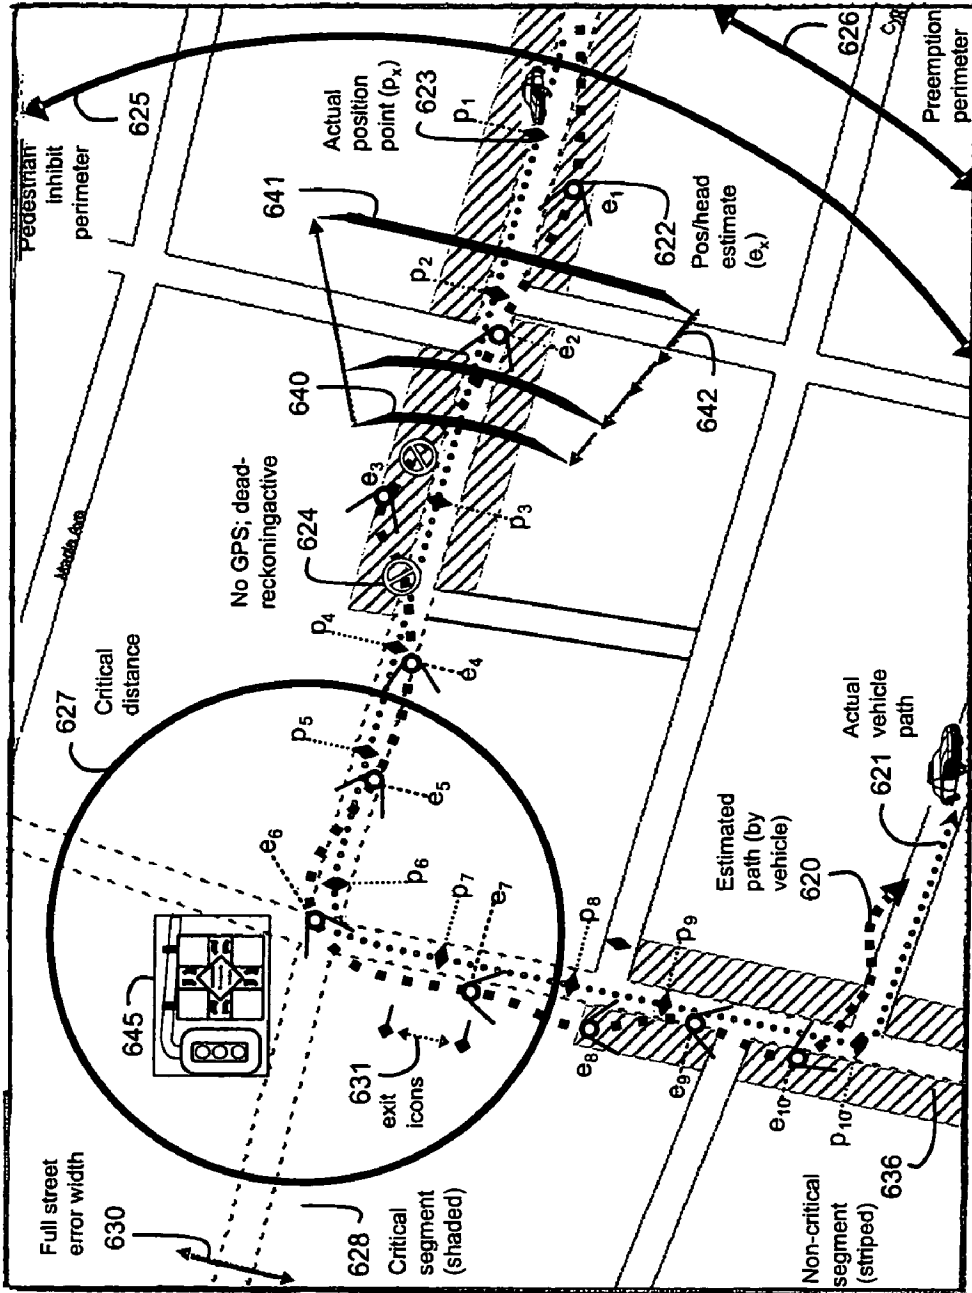 Full street
error width
630
628
Critical
segment
(shaded)
645
631
exit
icons
627
Critical
distance
Pedestrian
inhibit
perimeter
625
No GPS; dead-
reckoningactive
624
640
641
Actual
position
point (pₓ)
623
p₁
p₂
p₃
p₄
p₅
p₆
p₇
p₈
p₉
p₁₀
e₁
e₂
e₃
e₄
e₅
e₆
e₇
e₈
e₉
e₁₀
622
Pos/head
estimate
(eₓ)
642
Non-critical
segment
(striped)
636
Estimated
path (by
vehicle)
620
Actual
vehicle
path
621
626
Preemption
perimeter